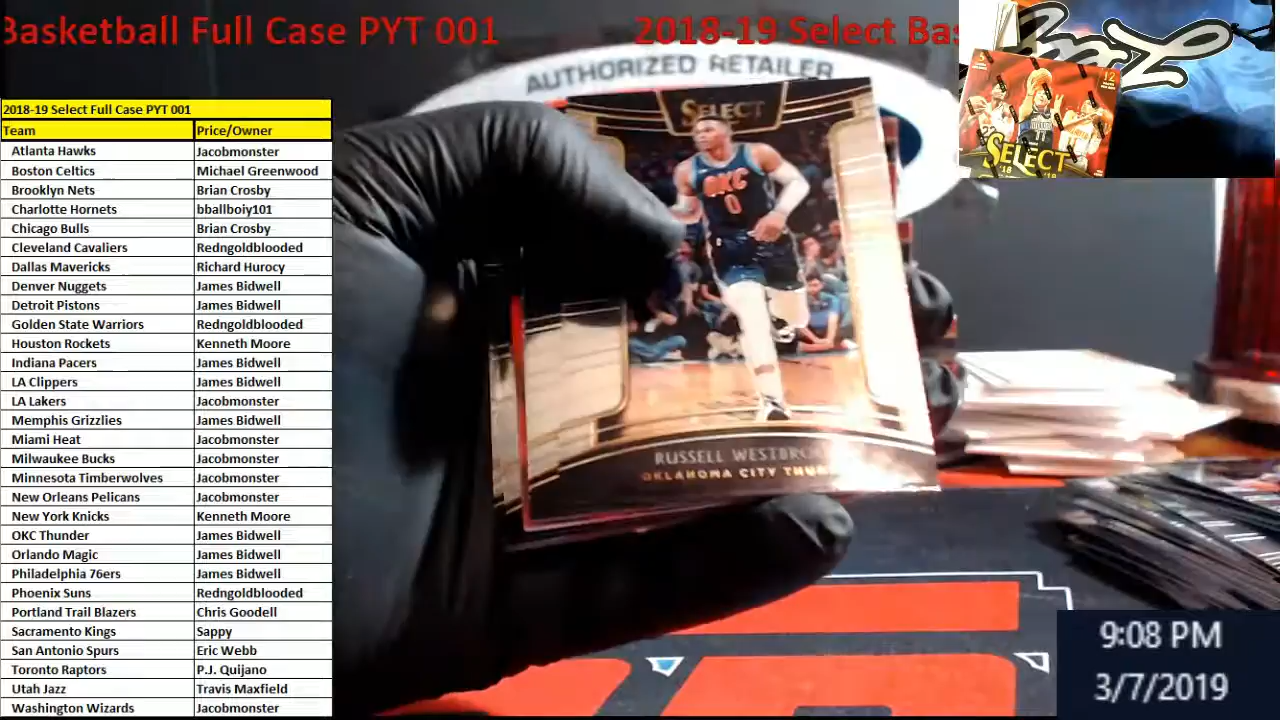 Basketball Full Case PYT 001 2018-19 Select Bas
AUTHORIZED RETAILER
2018-19 Select Full Case PYT 001
Team Price/Owner
Atlanta Hawks Jacobmonster
Boston Celtics Michael Greenwood
Brooklyn Nets Brian Crosby
Charlotte Hornets bballboiy101
Chicago Bulls Brian Crosby
Cleveland Cavaliers Redngoldblooded
Dallas Mavericks Richard Hurocy
Denver Nuggets James Bidwell
Detroit Pistons James Bidwell
Golden State Warriors Redngoldblooded
Houston Rockets Kenneth Moore
Indiana Pacers James Bidwell
LA Clippers James Bidwell
LA Lakers Jacobmonster
Memphis Grizzlies James Bidwell
Miami Heat Jacobmonster
Milwaukee Bucks Jacobmonster
Minnesota Timberwolves Jacobmonster
New Orleans Pelicans Jacobmonster
New York Knicks Kenneth Moore
OKC Thunder James Bidwell
Orlando Magic James Bidwell
Philadelphia 76ers James Bidwell
Phoenix Suns Redngoldblooded
Portland Trail Blazers Chris Goodell
Sacramento Kings Sappy
San Antonio Spurs Eric Webb
Toronto Raptors P.J. Quijano
Utah Jazz Travis Maxfield
Washington Wizards Jacobmonster
SELECT
OKC
0
RUSSELL WESTBRO
OKLAHOMA CITY THU
12
11
SELECT
9:08 PM
3/7/2019